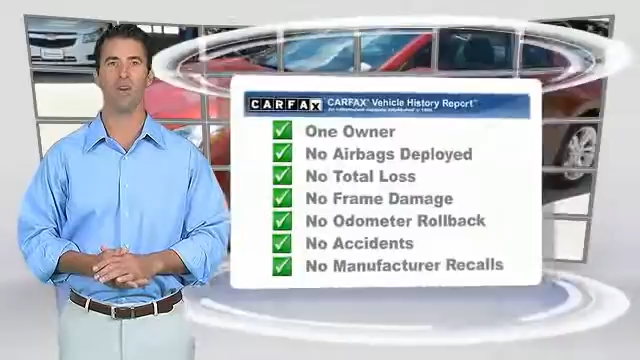 CARFAX CARFAX Vehicle History Report™
One Owner
No Airbags Deployed
No Total Loss
No Frame Damage
No Odometer Rollback
No Accidents
No Manufacturer Recalls